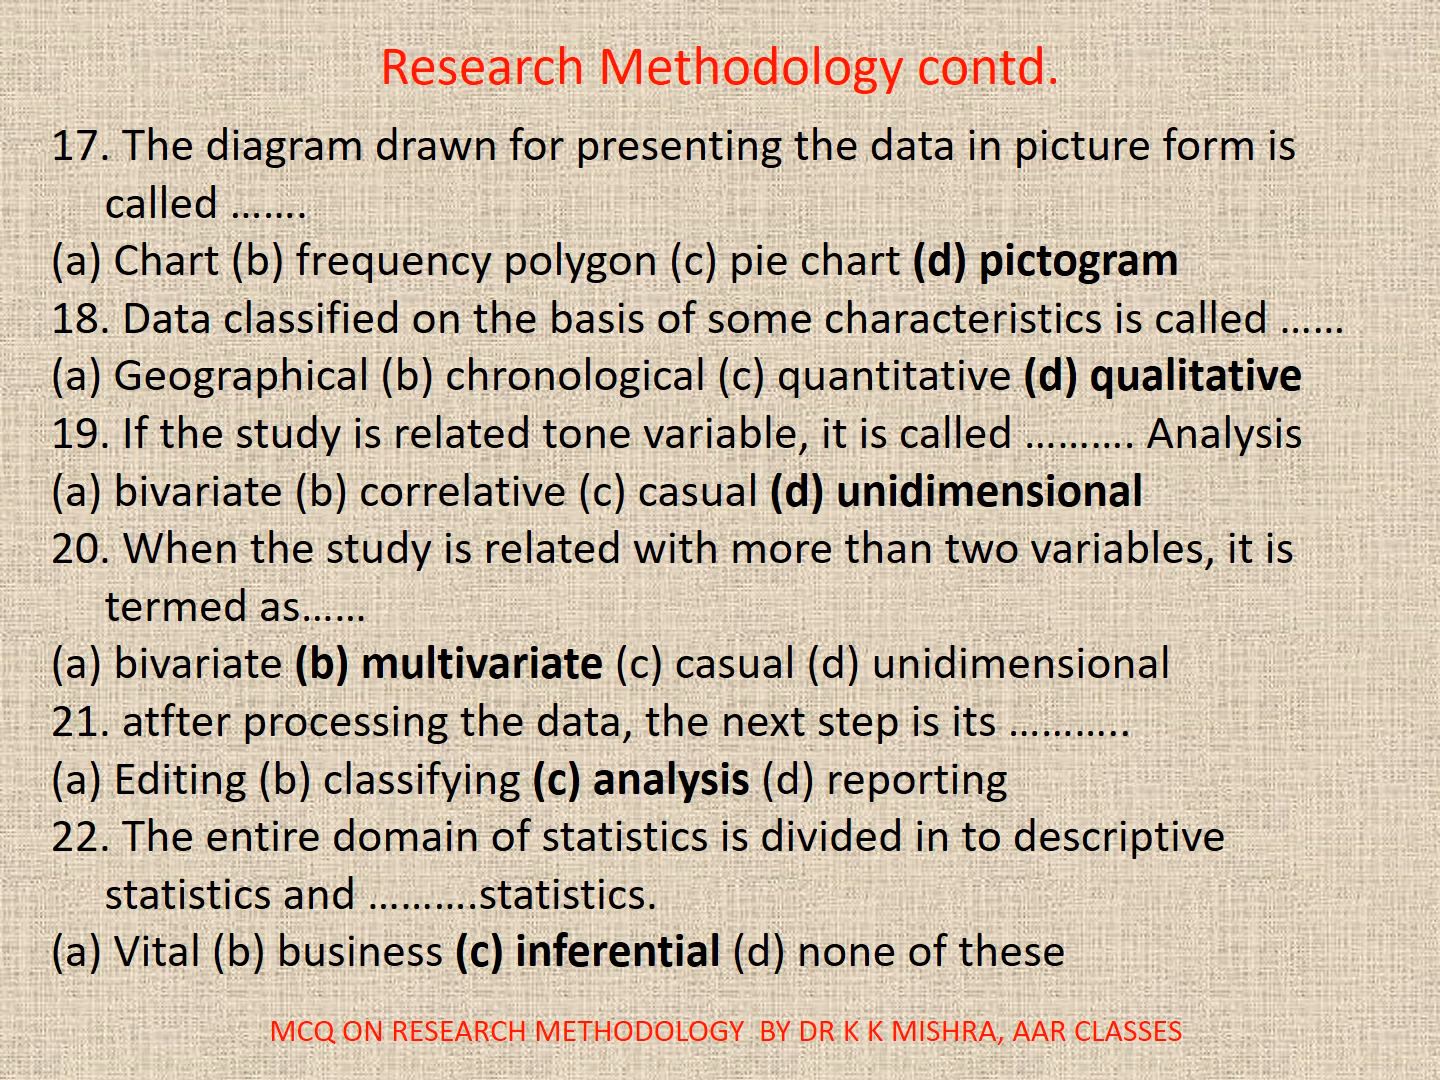 Research Methodology contd.
17. The diagram drawn for presenting the data in picture form is
called …….
(a) Chart (b) frequency polygon (c) pie chart (d) pictogram
18. Data classified on the basis of some characteristics is called ……
(a) Geographical (b) chronological (c) quantitative (d) qualitative
19. If the study is related tone variable, it is called ………. Analysis
(a) bivariate (b) correlative (c) casual (d) unidimensional
20. When the study is related with more than two variables, it is
termed as……
(a) bivariate (b) multivariate (c) casual (d) unidimensional
21. atfter processing the data, the next step is its ………..
(a) Editing (b) classifying (c) analysis (d) reporting
22. The entire domain of statistics is divided in to descriptive
statistics and ……….statistics.
(a) Vital (b) business (c) inferential (d) none of these
MCQ ON RESEARCH METHODOLOGY  BY DR K K MISHRA, AAR CLASSES